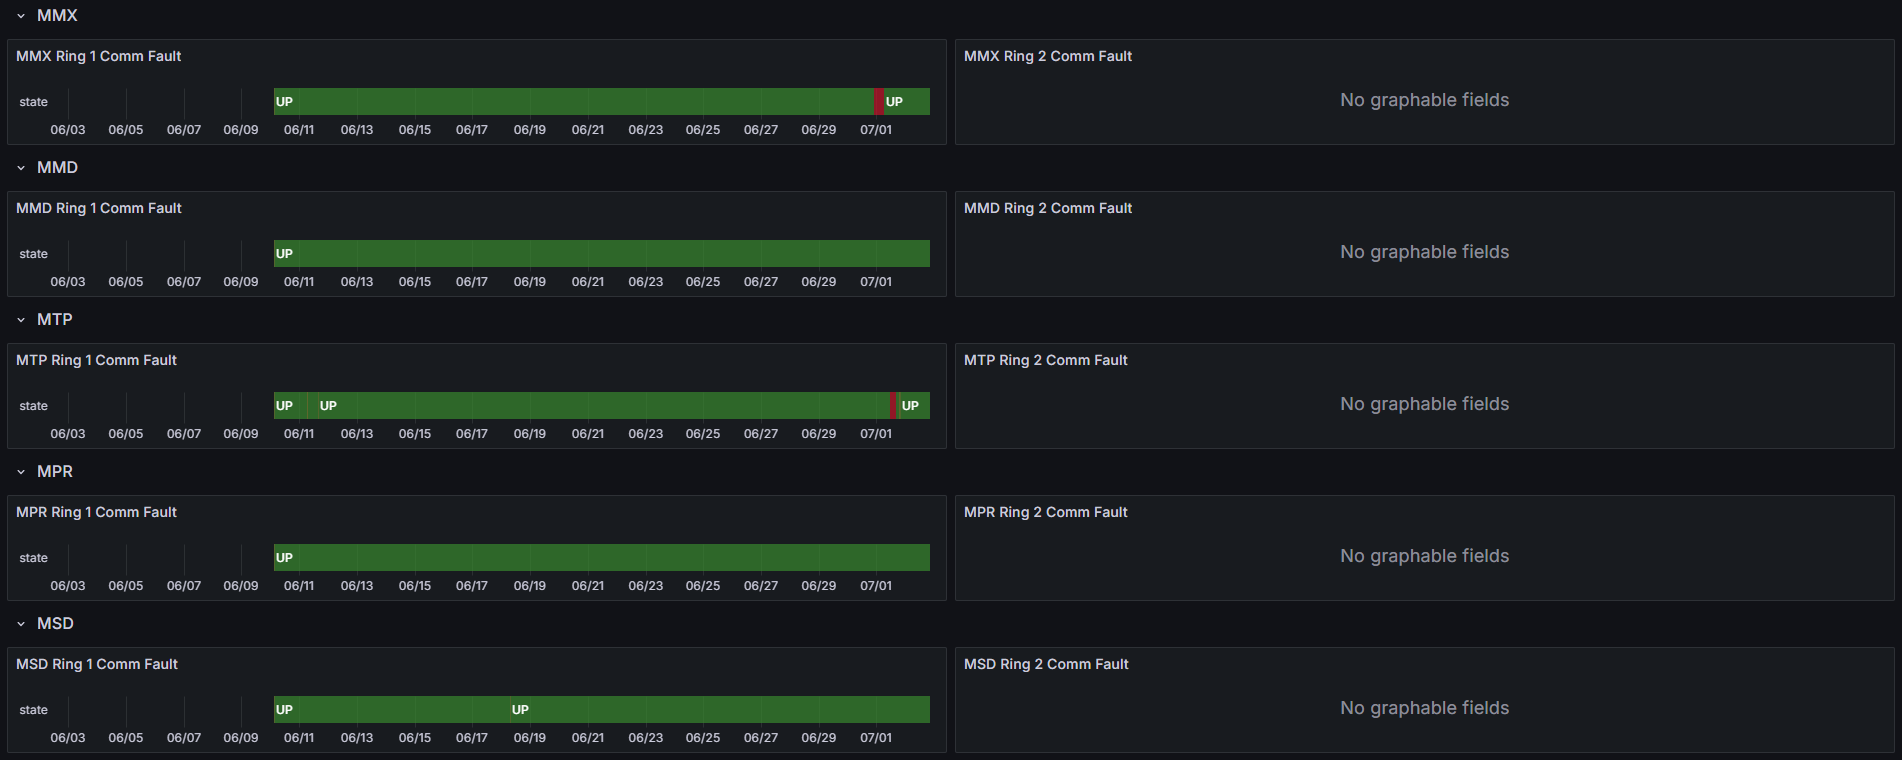 MMX
MMX Ring 1 Comm Fault
MMX Ring 2 Comm Fault
state UP UP
No graphable fields
06/03 06/05 06/07 06/09 06/11 06/13 06/15 06/17 06/19 06/21 06/23 06/25 06/27 06/29 07/01
MMD
MMD Ring 1 Comm Fault
MMD Ring 2 Comm Fault
state UP
No graphable fields
06/03 06/05 06/07 06/09 06/11 06/13 06/15 06/17 06/19 06/21 06/23 06/25 06/27 06/29 07/01
MTP
MTP Ring 1 Comm Fault
MTP Ring 2 Comm Fault
state UP UP UP
No graphable fields
06/03 06/05 06/07 06/09 06/11 06/13 06/15 06/17 06/19 06/21 06/23 06/25 06/27 06/29 07/01
MPR
MPR Ring 1 Comm Fault
MPR Ring 2 Comm Fault
state UP
No graphable fields
06/03 06/05 06/07 06/09 06/11 06/13 06/15 06/17 06/19 06/21 06/23 06/25 06/27 06/29 07/01
MSD
MSD Ring 1 Comm Fault
MSD Ring 2 Comm Fault
state UP UP
No graphable fields
06/03 06/05 06/07 06/09 06/11 06/13 06/15 06/17 06/19 06/21 06/23 06/25 06/27 06/29 07/01